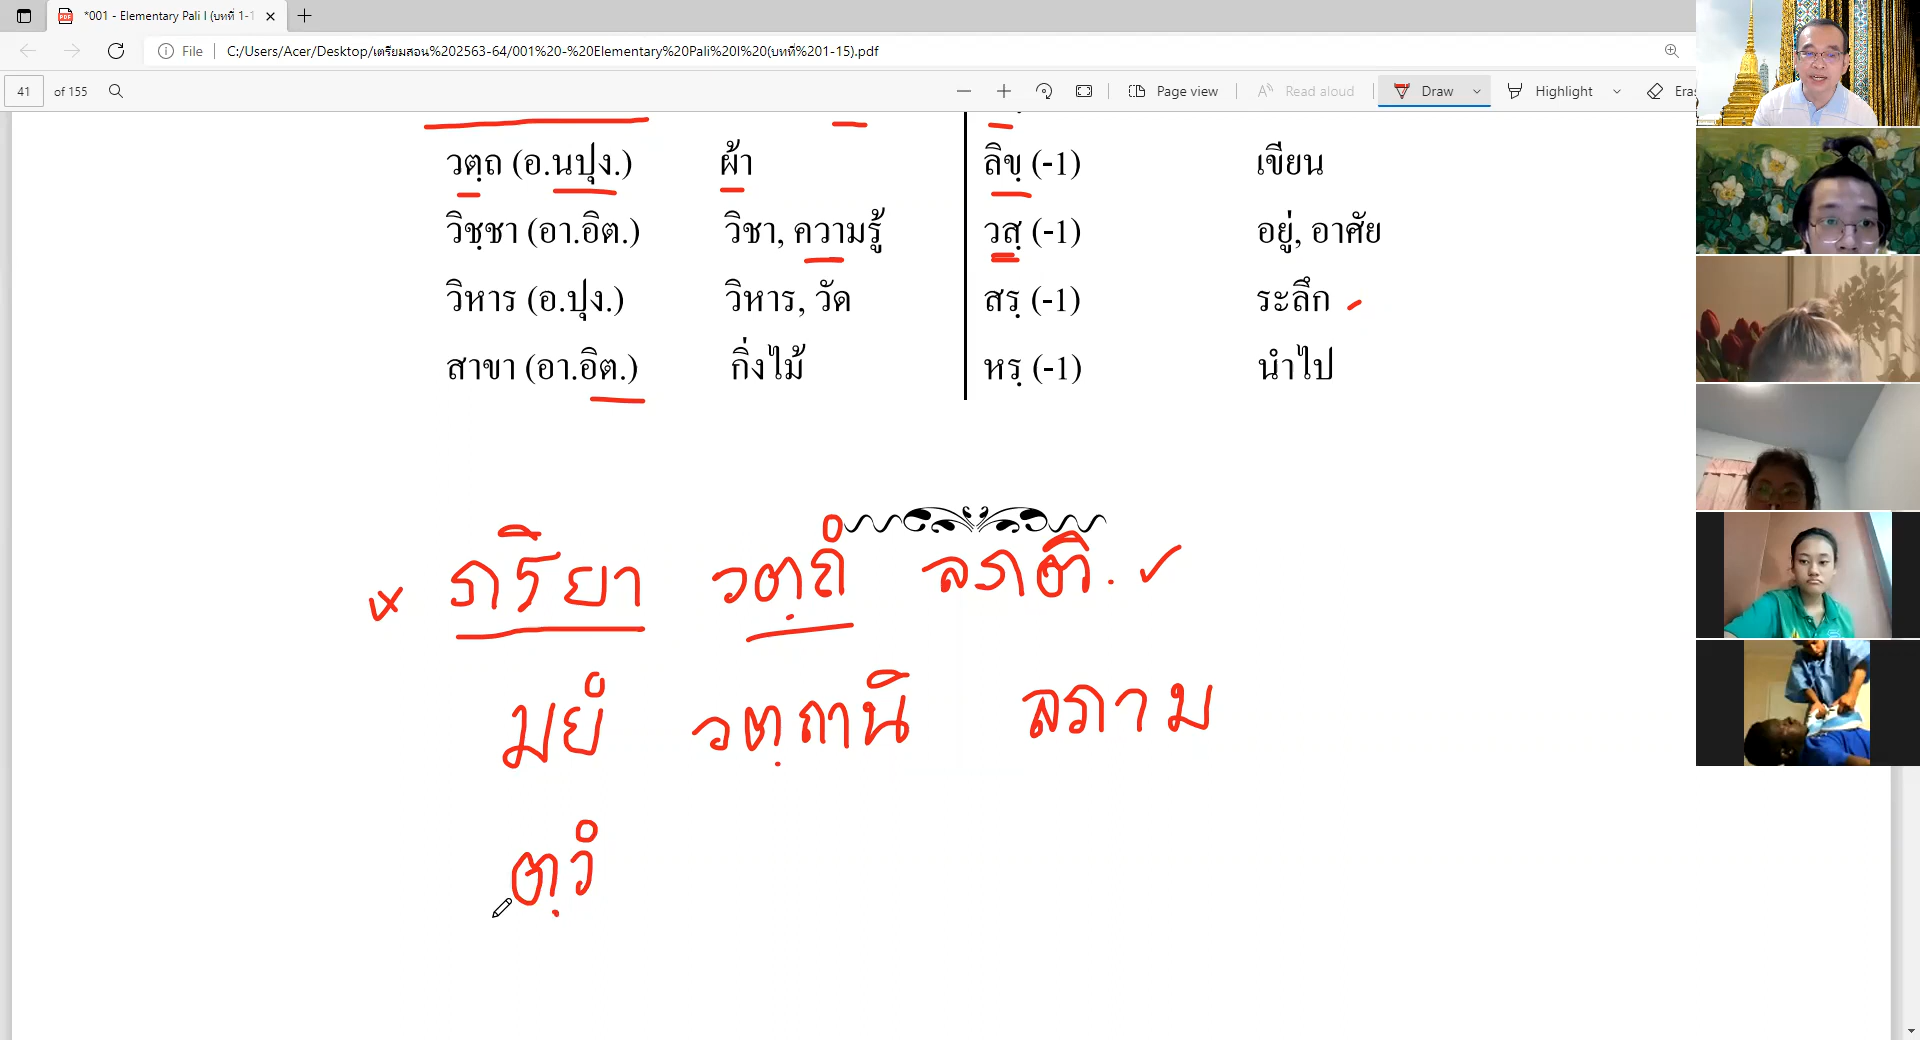 *001 - Elementary Pali I (บทที่ 1-1
File C:/Users/Acer/Desktop/เตรียมสอน%202563-64/001%20-%20Elementary%20Pali%20I%20(บทที่%201-15).pdf
41 of 155 Page view Read aloud Draw Highlight Eras
วตฺถ (อ.นปุง.) ผ้า ลิขฺ (-1) เขียน
วิชฺชา (อา.อิต.) วิชา, ความรู้ วสฺ (-1) อยู่, อาศัย
วิหาร (อ.ปุง.) วิหาร, วัด สรฺ (-1) ระลึก
สาขา (อา.อิต.) กิ่งไม้ หรฺ (-1) นำไป
ภริยา วตฺถํ ลภติ.
มยํ วตฺถานิ ลภาม
ตฺวํ